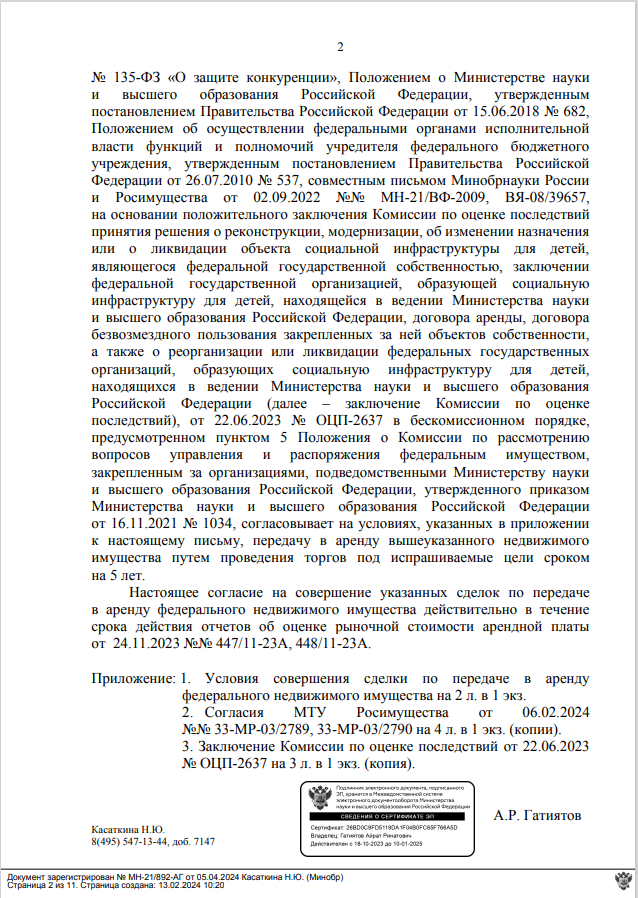 2
№ 135-ФЗ «О защите конкуренции», Положением о Министерстве науки
и высшего образования Российской Федерации, утвержденным
постановлением Правительства Российской Федерации от 15.06.2018 № 682,
Положением об осуществлении федеральными органами исполнительной
власти функций и полномочий учредителя федерального бюджетного
учреждения, утвержденным постановлением Правительства Российской
Федерации от 26.07.2010 № 537, совместным письмом Минобрнауки России
и Росимущества от 02.09.2022 №№ МН-21/ВФ-2009, ВЯ-08/39657,
на основании положительного заключения Комиссии по оценке последствий
принятия решения о реконструкции, модернизации, об изменении назначения
или о ликвидации объекта социальной инфраструктуры для детей,
являющегося федеральной государственной собственностью, заключении
федеральной государственной организацией, образующей социальную
инфраструктуру для детей, находящейся в ведении Министерства науки
и высшего образования Российской Федерации, договора аренды, договора
безвозмездного пользования закрепленных за ней объектов собственности,
а также о реорганизации или ликвидации федеральных государственных
организаций, образующих социальную инфраструктуру для детей,
находящихся в ведении Министерства науки и высшего образования
Российской Федерации (далее – заключение Комиссии по оценке
последствий), от 22.06.2023 № ОЦП-2637 в бескомиссионном порядке,
предусмотренном пунктом 5 Положения о Комиссии по рассмотрению
вопросов управления и распоряжения федеральным имуществом,
закрепленным за организациями, подведомственными Министерству науки
и высшего образования Российской Федерации, утвержденного приказом
Министерства науки и высшего образования Российской Федерации
от 16.11.2021 № 1034, согласовывает на условиях, указанных в приложении
к настоящему письму, передачу в аренду вышеуказанного недвижимого
имущества путем проведения торгов под испрашиваемые цели сроком
на 5 лет.
Настоящее согласие на совершение указанных сделок по передаче
в аренду федерального недвижимого имущества действительно в течение
срока действия отчетов об оценке рыночной стоимости арендной платы
от 24.11.2023 №№ 447/11-23А, 448/11-23А.
Приложение: 1. Условия совершения сделки по передаче в аренду
федерального недвижимого имущества на 2 л. в 1 экз.
2. Согласия МТУ Росимущества от 06.02.2024
№№ 33-МР-03/2789, 33-МР-03/2790 на 4 л. в 1 экз. (копии).
3. Заключение Комиссии по оценке последствий от 22.06.2023
№ ОЦП-2637 на 3 л. в 1 экз. (копия).
Подлинник электронного документа, подписанного
ЭП, хранится в Межведомственной системе
электронного документооборота Министерства
науки и высшего образования Российской Федерации
СВЕДЕНИЯ О СЕРТИФИКАТЕ ЭП
Сертификат: 26BD0C9FD5119DA1F04B0FC65F766A5D
Владелец: Гатиятов Айрат Ринатович
Действителен с 18-10-2023 до 10-01-2025
А.Р. Гатиятов
Касаткина Н.Ю.
8(495) 547-13-44, доб. 7147
Документ зарегистрирован № МН-21/892-АГ от 05.04.2024 Касаткина Н.Ю. (Минобр)
Страница 2 из 11. Страница создана: 13.02.2024 10:20